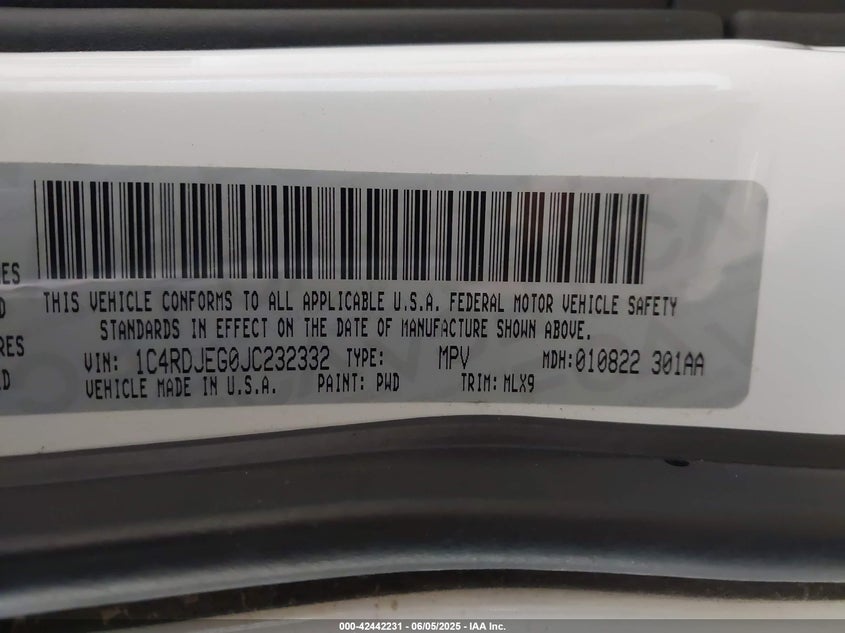 ES
D
RES
D
THIS VEHICLE CONFORMS TO ALL APPLICABLE U.S.A. FEDERAL MOTOR VEHICLE SAFETY
STANDARDS IN EFFECT ON THE DATE OF MANUFACTURE SHOWN ABOVE.
VIN: 1C4RDJEG0JC232332 TYPE: MPV MDH:010822 301AA
VEHICLE MADE IN U.S.A. PAINT: PWD TRIM: MLX9
000-42442231 - 06/05/2025 - IAA Inc.